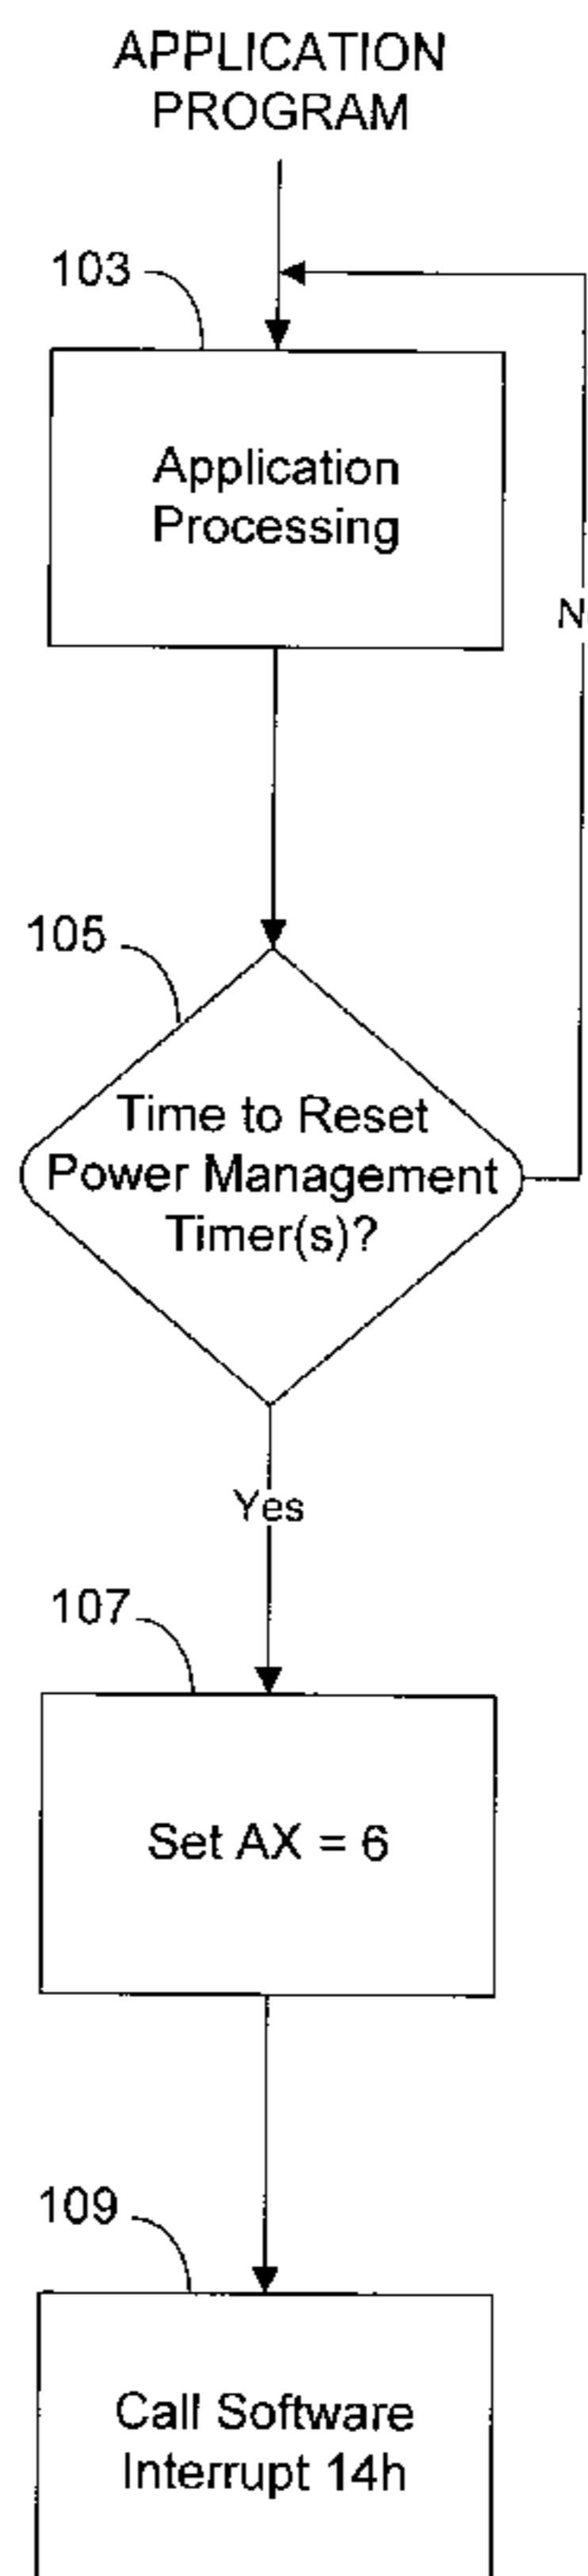 APPLICATION
PROGRAM
103
Application
Processing
N
105
Time to Reset
Power Management
Timer(s)?
Yes
107
Set AX = 6
109
Call Software
Interrupt 14h